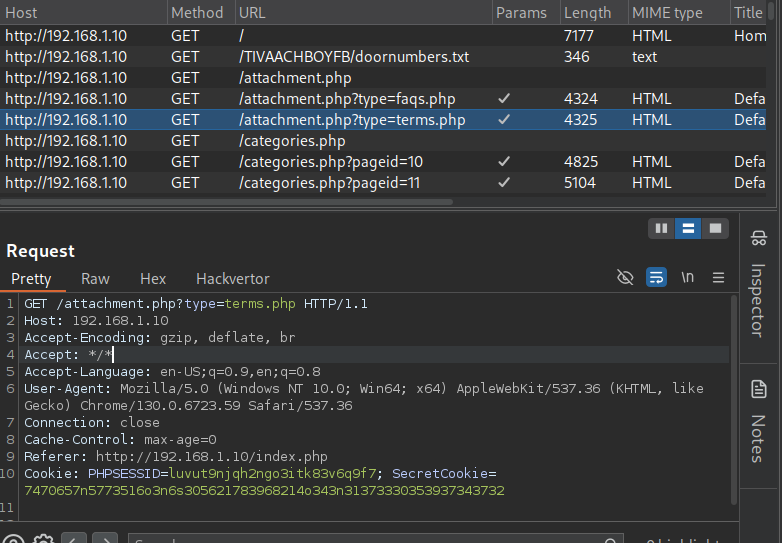 Host Method URL Params Length MIME type Title
http://192.168.1.10 GET / 7177 HTML Hom
http://192.168.1.10 GET /TIVAACHBOYFB/doornumbers.txt 346 text
http://192.168.1.10 GET /attachment.php
http://192.168.1.10 GET /attachment.php?type=faqs.php ✓ 4324 HTML Defa
http://192.168.1.10 GET /attachment.php?type=terms.php ✓ 4325 HTML Defa
http://192.168.1.10 GET /categories.php
http://192.168.1.10 GET /categories.php?pageid=10 ✓ 4825 HTML Defa
http://192.168.1.10 GET /categories.php?pageid=11 ✓ 5104 HTML Defa
Request
Pretty Raw Hex Hackvertor \n
1 GET /attachment.php?type=terms.php HTTP/1.1
2 Host: 192.168.1.10
3 Accept-Encoding: gzip, deflate, br
4 Accept: */*
5 Accept-Language: en-US;q=0.9,en;q=0.8
6 User-Agent: Mozilla/5.0 (Windows NT 10.0; Win64; x64) AppleWebKit/537.36 (KHTML, like
Gecko) Chrome/130.0.6723.59 Safari/537.36
7 Connection: close
8 Cache-Control: max-age=0
9 Referer: http://192.168.1.10/index.php
10 Cookie: PHPSESSID=luvut9njqh2ngo3itk83v6q9f7; SecretCookie=
7470657n5773516o3n6s305621783968214o343n31373330353937343732
11
Inspector
Notes